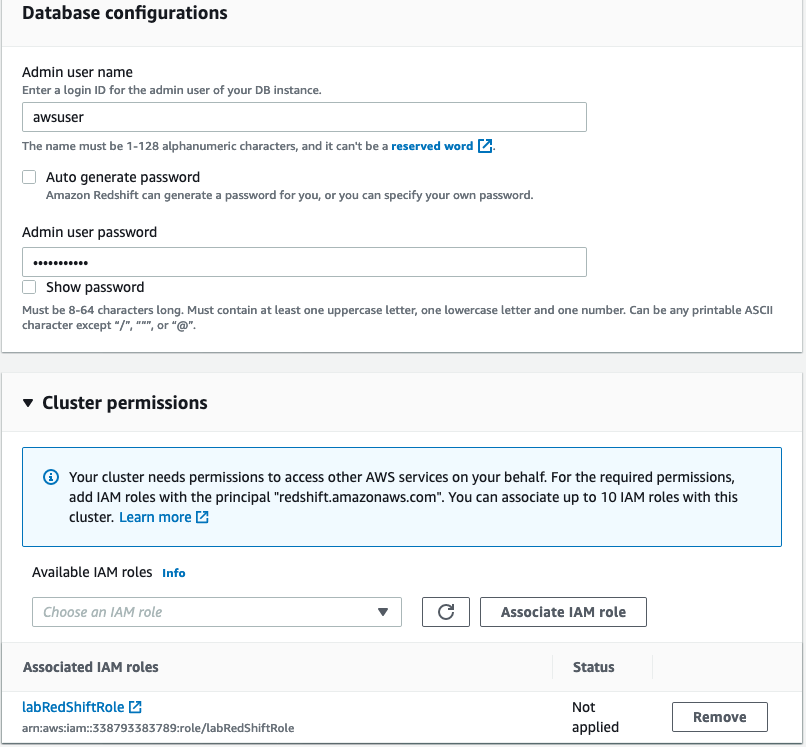 Database configurations
Admin user name
Enter a login ID for the admin user of your DB instance.
awsuser
The name must be 1-128 alphanumeric characters, and it can't be a reserved word .
Auto generate password
Amazon Redshift can generate a password for you, or you can specify your own password.
Admin user password
•••••••••••
Show password
Must be 8-64 characters long. Must contain at least one uppercase letter, one lowercase letter and one number. Can be any printable ASCII
character except “/”, “"”, or “@”.
Cluster permissions
Your cluster needs permissions to access other AWS services on your behalf. For the required permissions,
add IAM roles with the principal "redshift.amazonaws.com". You can associate up to 10 IAM roles with this
cluster. Learn more
Available IAM roles Info
Choose an IAM role
Associate IAM role
Associated IAM roles Status
labRedShiftRole
arn:aws:iam::338793383789:role/labRedShiftRole
Not
applied
Remove